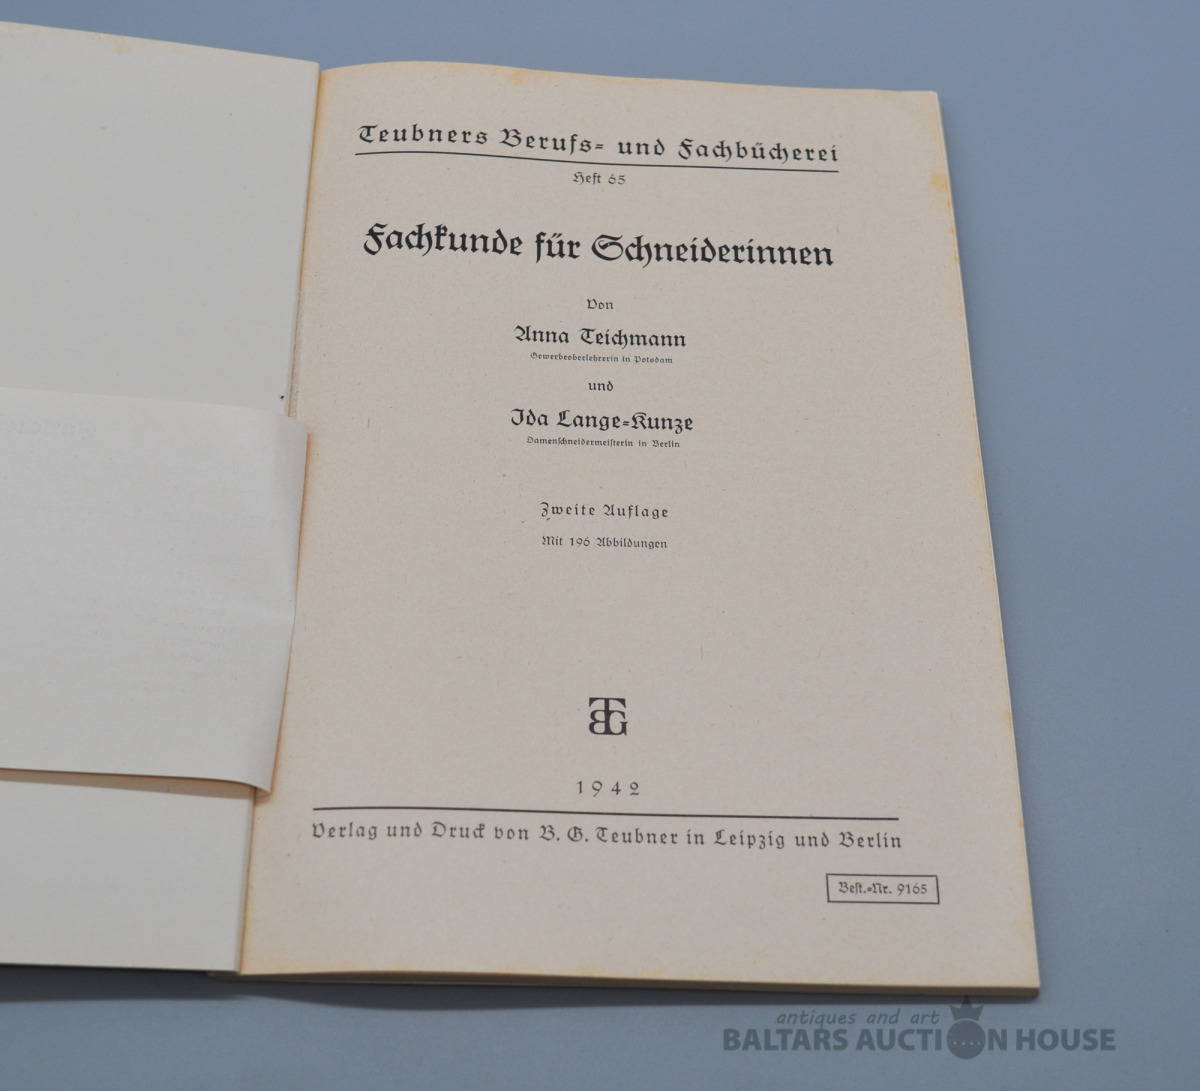 Teubners Berufs- und Fachbücherei
Heft 65
Fachkunde für Schneiderinnen
Von
Anna Teichmann
Gewerbeoberlehrerin in Potsdam
und
Ida Lange-Kunze
Damenschneidermeisterin in Berlin
Zweite Auflage
Mit 196 Abbildungen
BTG
1942
Verlag und Druck von B. G. Teubner in Leipzig und Berlin
Best.-Nr. 9165
antiques and art
BALTARS AUCTION HOUSE